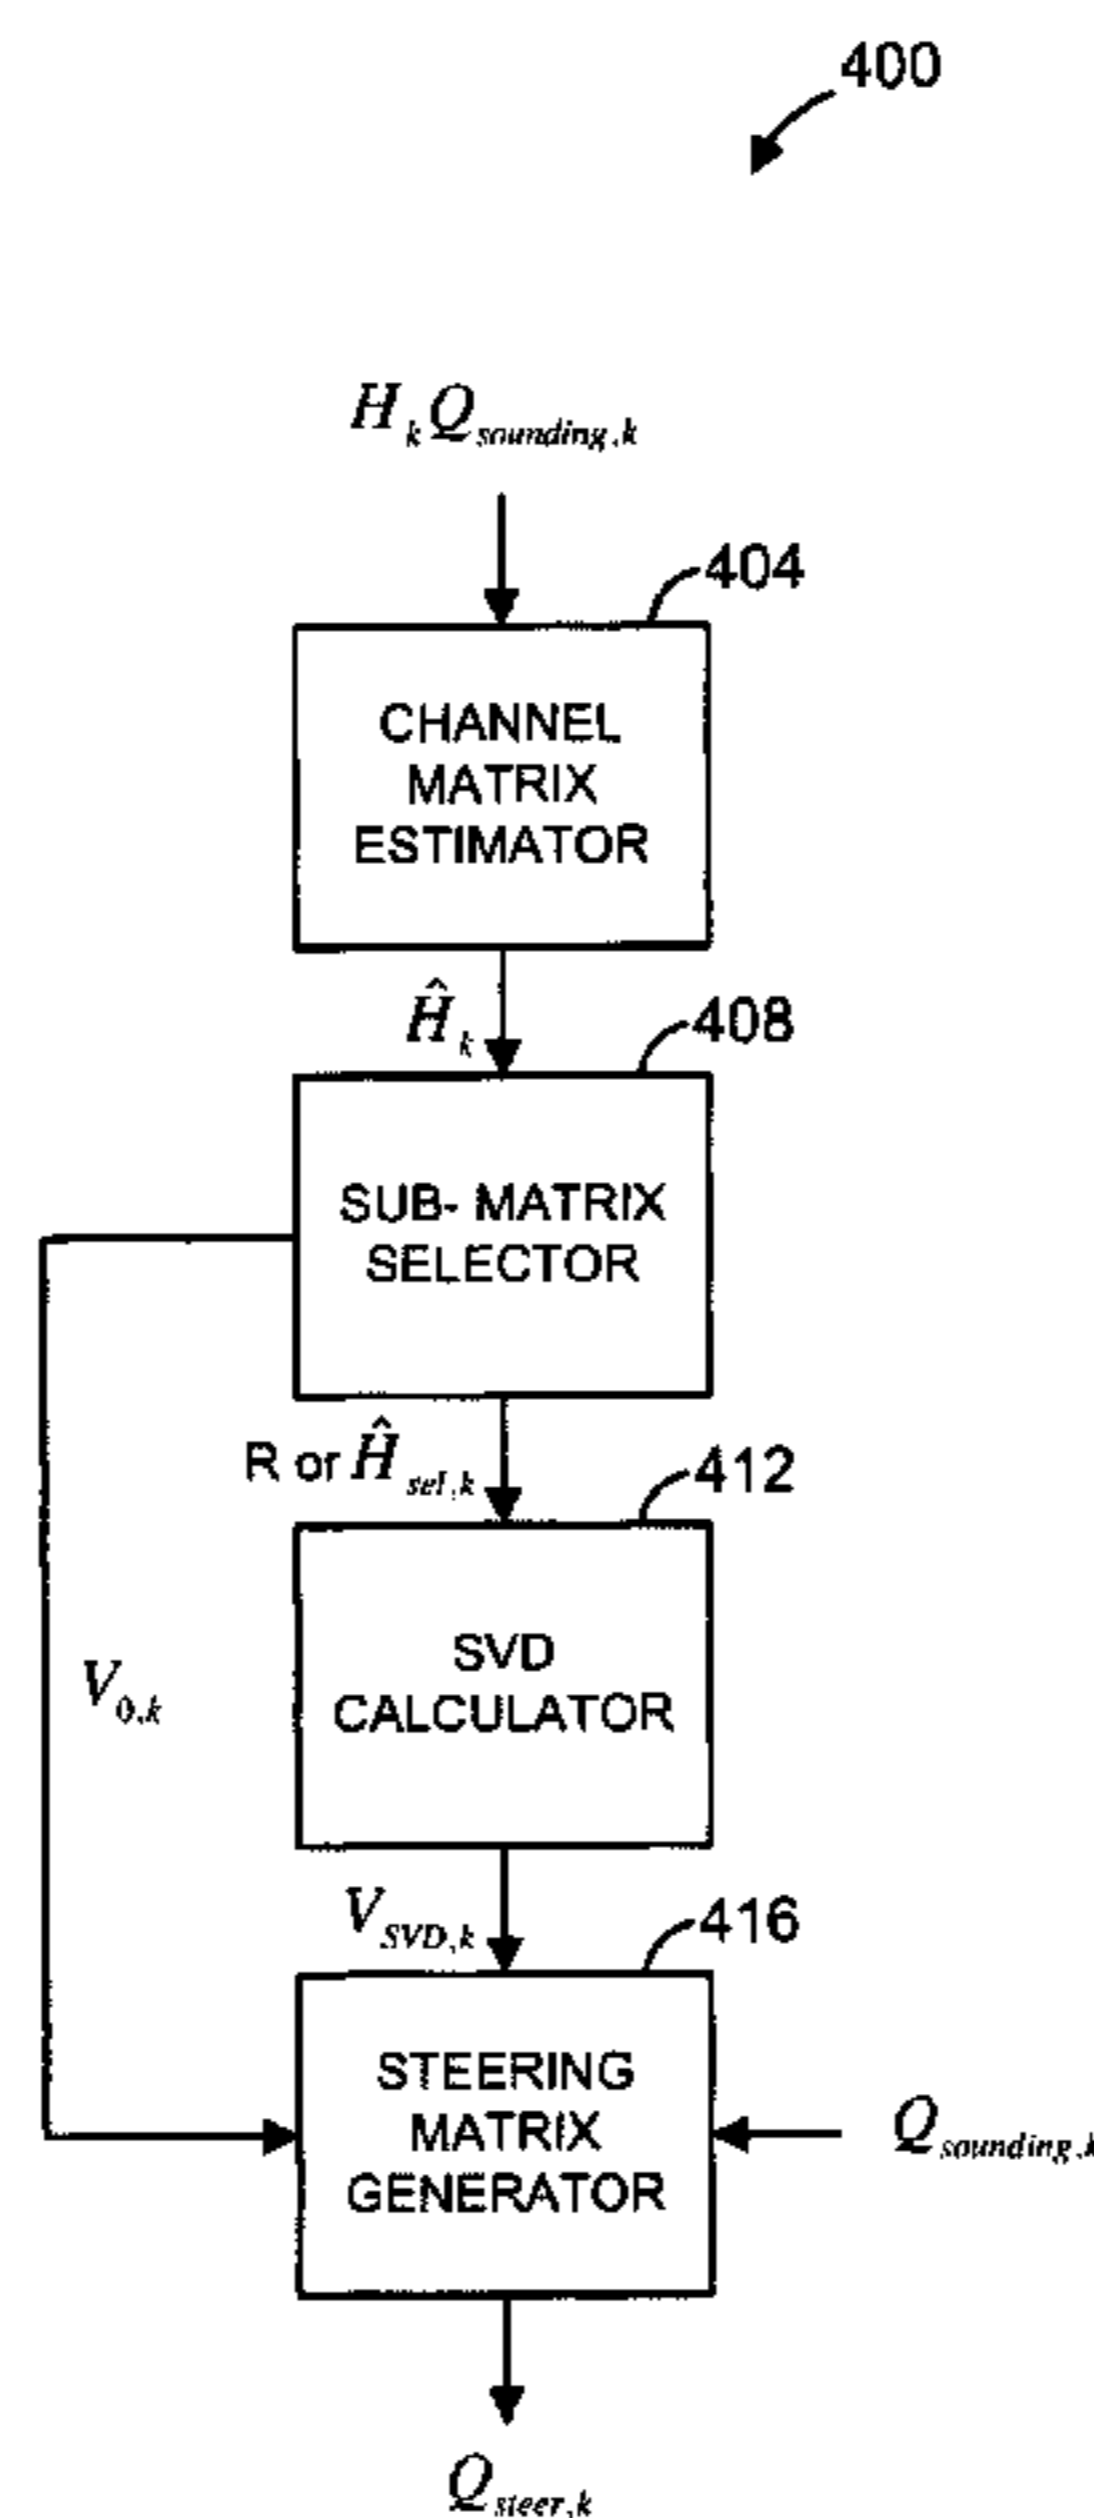 400
H_k Q_sounding,k
404
CHANNEL
MATRIX
ESTIMATOR
Ĥ_k
408
SUB- MATRIX
SELECTOR
R or Ĥ_sel,k
412
SVD
CALCULATOR
V_0,k
V_SVD,k
416
STEERING
MATRIX
GENERATOR
Q_sounding,k
Q_steer,k